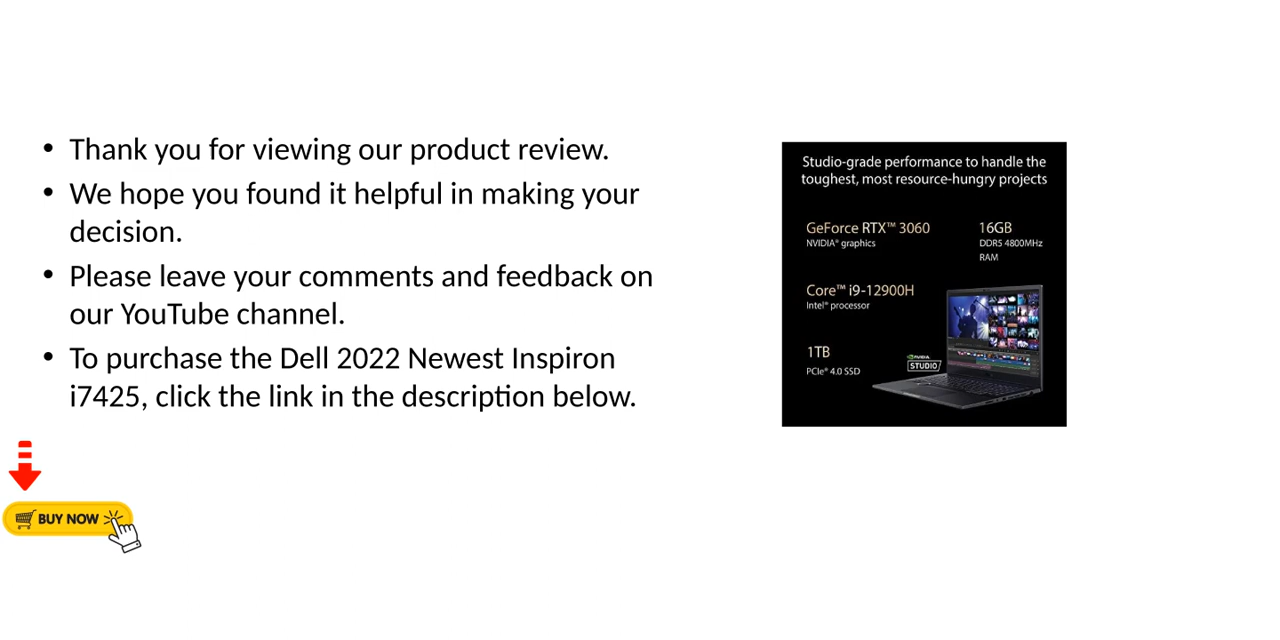 Thank you for viewing our product review.
We hope you found it helpful in making your
decision.
Please leave your comments and feedback on
our YouTube channel.
To purchase the Dell 2022 Newest Inspiron
i7425, click the link in the description below.
BUY NOW
Studio-grade performance to handle the
toughest, most resource-hungry projects
GeForce RTX™ 3060
NVIDIA® graphics
16GB
DDR5 4800MHz
RAM
Core™ i9-12900H
Intel® processor
1TB
PCIe® 4.0 SSD
NVIDIA
STUDIO